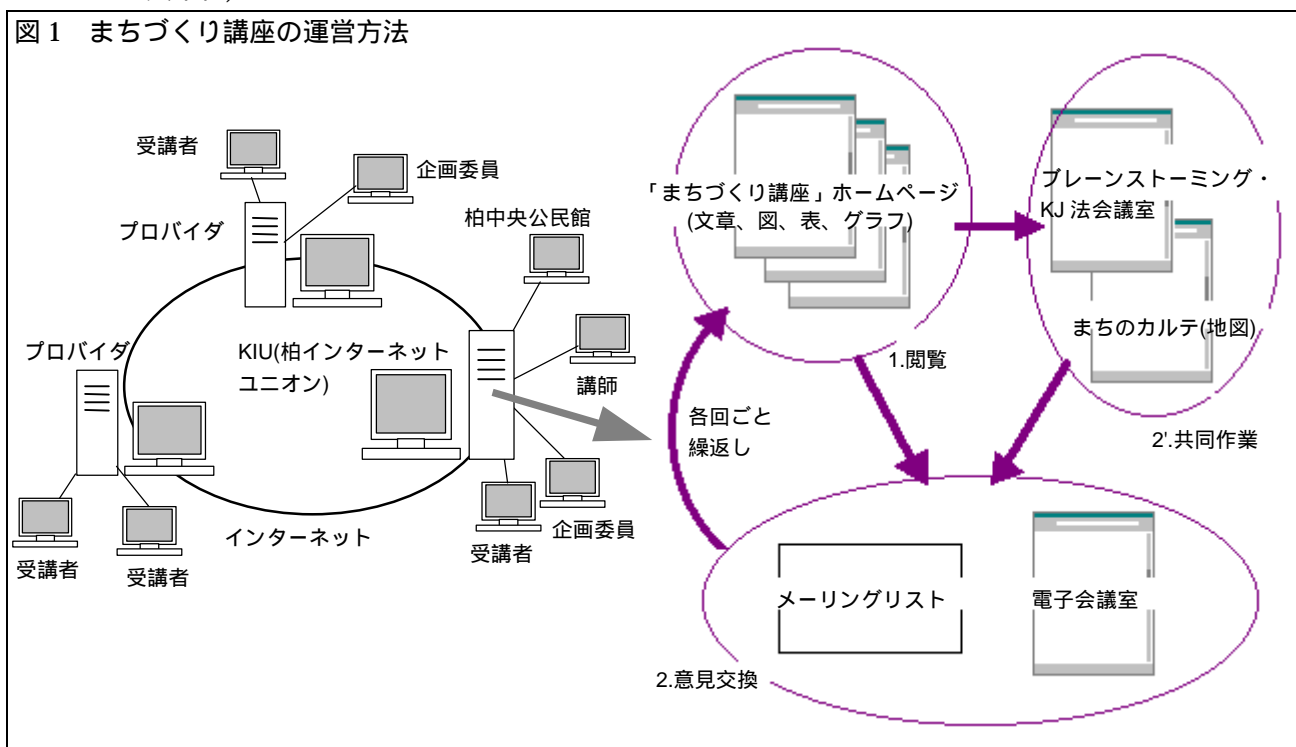 図 1　まちづくり講座の運営方法
受講者
企画委員
プロバイダ
柏中央公民館
プロバイダ
KIU(柏インターネット
ユニオン)
講師
企画委員
受講者
インターネット
受講者
受講者
「まちづくり講座」ホームページ
(文章、図、表、グラフ)
ブレーンストーミング・
KJ 法会議室
まちのカルテ(地図)
1.閲覧
各回ごと
繰返し
2'.共同作業
メーリングリスト
電子会議室
2.意見交換